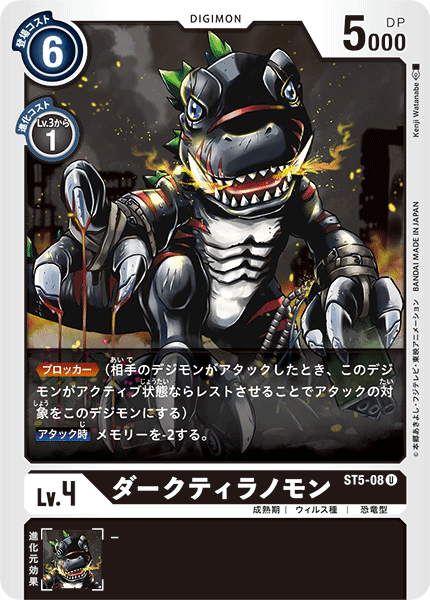 登場コスト
6
DIGIMON
DP
5000
進化コスト
Lv.3から
1
Kenji Watanabe
©本郷あきよし・フジテレビ・東映アニメーション BANDAI MADE IN JAPAN
ブロッカー (相手のデジモンがアタックしたとき、このデジ
モンがアクティブ状態ならレストさせることでアタックの対
象をこのデジモンにする)
アタック時 メモリーを-2する。
Lv.4
ダークティラノモン
ST5-08 U
成熟期 | ウィルス種 | 恐竜型
進化元効果
–